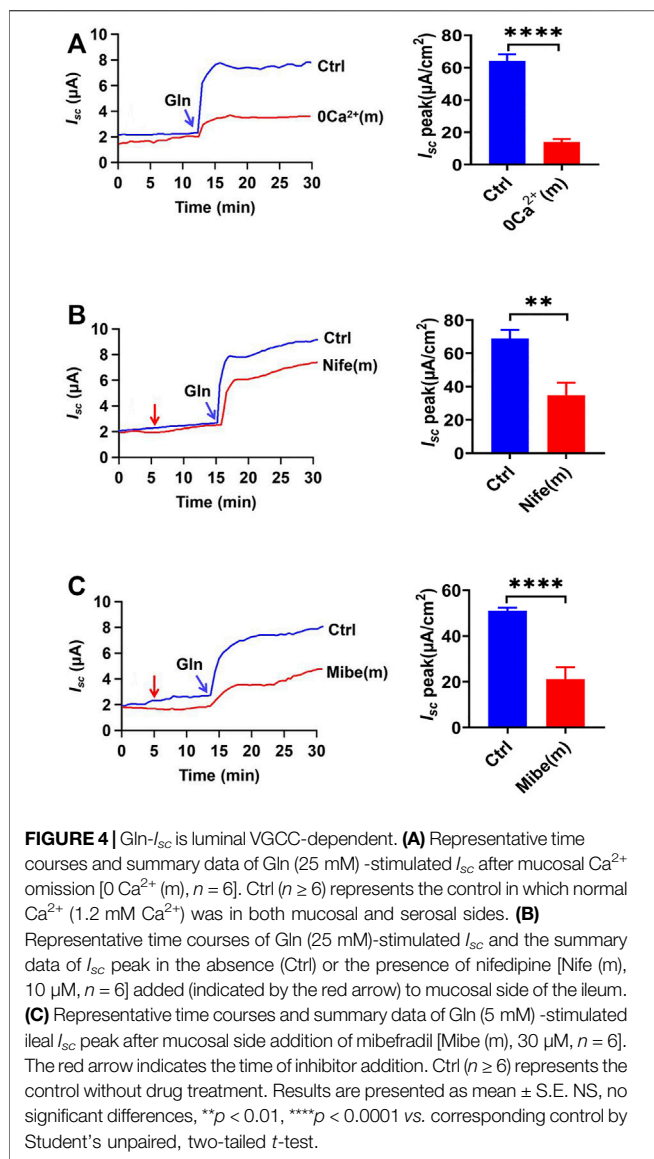 A
I_sc (µA)
10
8
6
4
2
0
Gln
Ctrl
0Ca²⁺(m)
0 5 10 15 20 25 30
Time (min)
****
I_sc peak(µA/cm²)
100
80
60
40
20
0
Ctrl
0Ca²⁺ (m)
B
I_sc (µA)
10
8
6
4
2
0
Gln
Ctrl
Nife(m)
0 5 10 15 20 25 30
Time (min)
**
I_sc peak(µA/cm²)
80
60
40
20
0
Ctrl
Nife(m)
C
I_sc (µA)
10
8
6
4
2
0
Gln
Ctrl
Mibe(m)
0 5 10 15 20 25 30
Time (min)
****
I_sc peak(µA/cm²)
60
40
20
0
Ctrl
Mibe(m)
FIGURE 4 | Gln-I_sc is luminal VGCC-dependent. (A) Representative time
courses and summary data of Gln (25 mM) -stimulated I_sc after mucosal Ca²⁺
omission [0 Ca²⁺ (m), n = 6]. Ctrl (n ≥ 6) represents the control in which normal
Ca²⁺ (1.2 mM Ca²⁺) was in both mucosal and serosal sides. (B)
Representative time courses of Gln (25 mM)-stimulated I_sc and the summary
data of I_sc peak in the absence (Ctrl) or the presence of nifedipine [Nife (m),
10 µM, n = 6] added (indicated by the red arrow) to mucosal side of the ileum.
(C) Representative time courses and summary data of Gln (5 mM) -stimulated
ileal I_sc peak after mucosal side addition of mibefradil [Mibe (m), 30 µM, n = 6].
The red arrow indicates the time of inhibitor addition. Ctrl (n ≥ 6) represents the
control without drug treatment. Results are presented as mean ± S.E. NS, no
significant differences, **p < 0.01, ****p < 0.0001 vs. corresponding control by
Student's unpaired, two-tailed t-test.